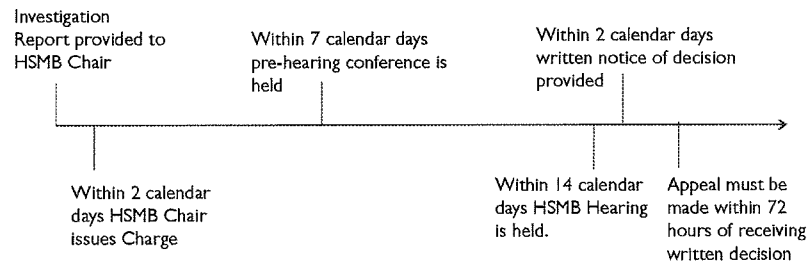 Investigation
Report provided to
HSMB Chair
Within 2 calendar
days HSMB Chair
issues Charge
Within 7 calendar days
pre-hearing conference is
held
Within 14 calendar
days HSMB Hearing
is held.
Within 2 calendar days
written notice of decision
provided
Appeal must be
made within 72
hours of receiving
written decision